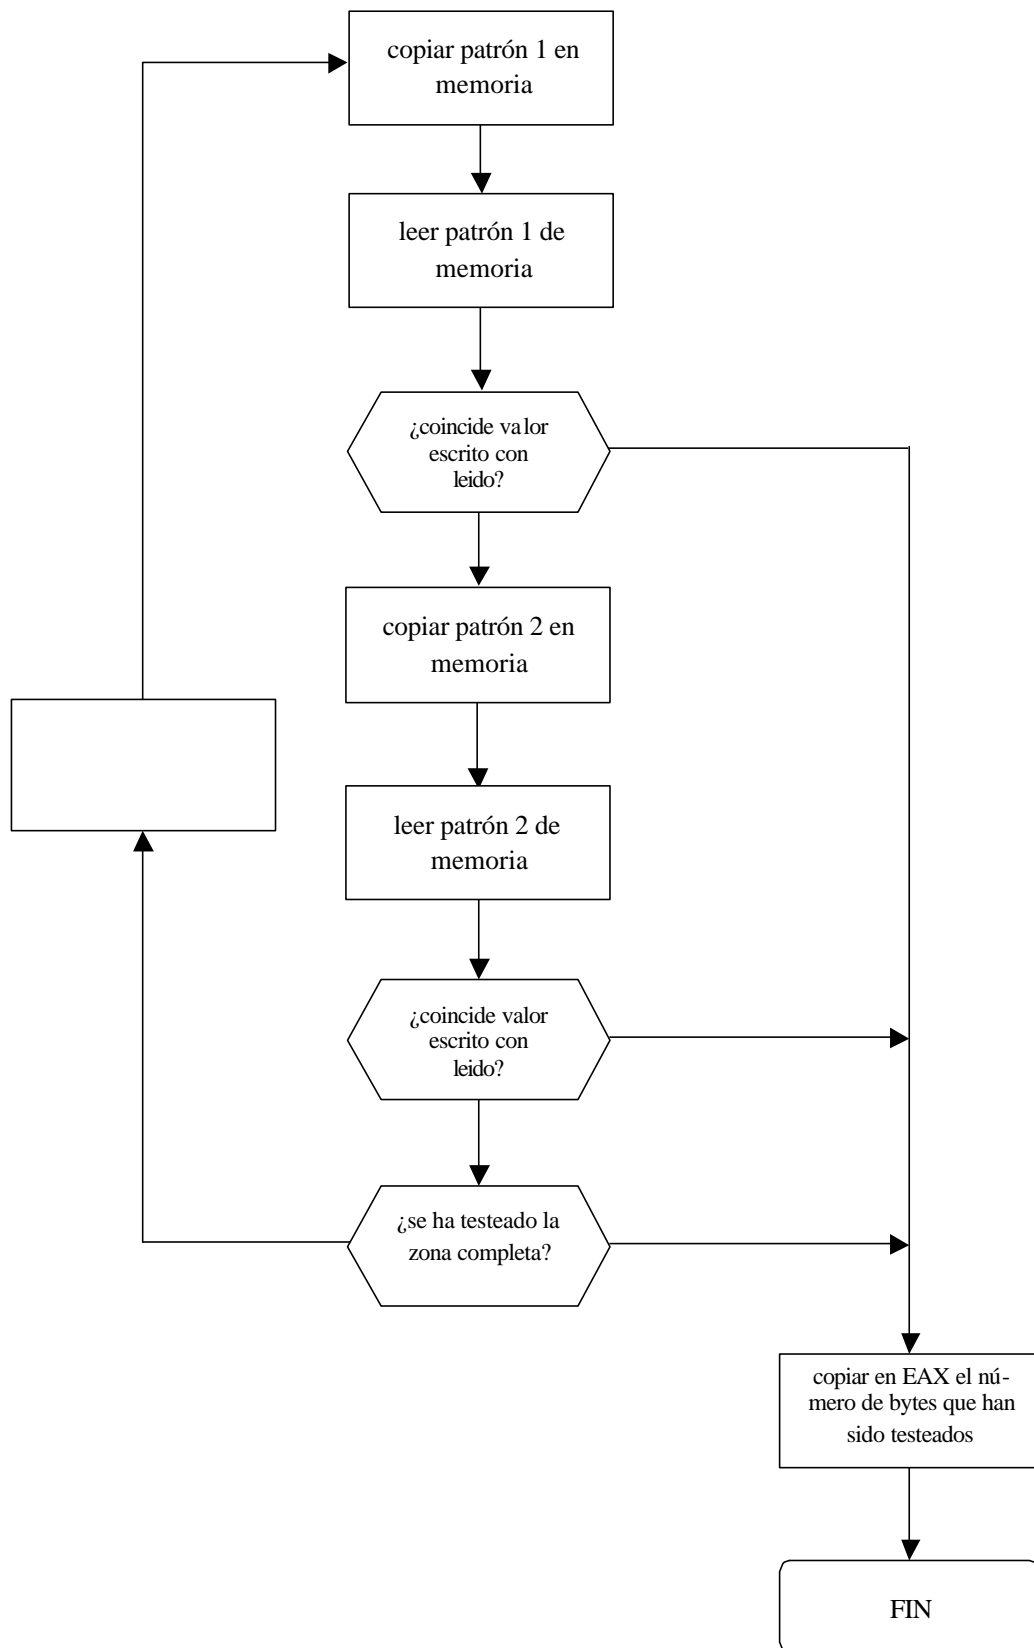 copiar patrón 1 en
memoria
leer patrón 1 de
memoria
¿coincide valor
escrito con
leido?
copiar patrón 2 en
memoria
leer patrón 2 de
memoria
¿coincide valor
escrito con
leido?
¿se ha testeado la
zona completa?
copiar en EAX el nú-
mero de bytes que han
sido testeados
FIN